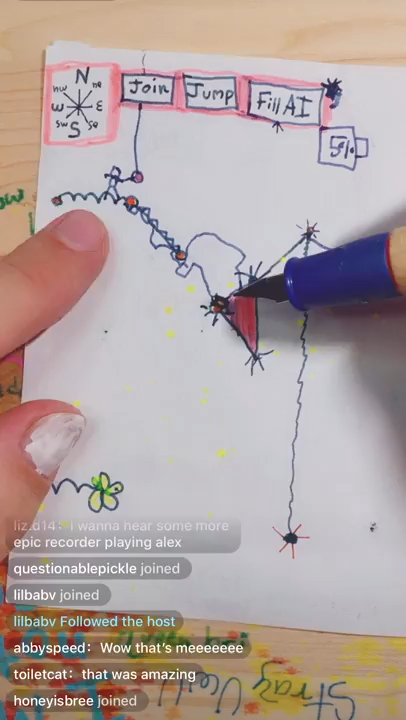 N
nw ne
W E
sw se
S
Join
Jump
Fill AI
liz.d14: I wanna hear some more
epic recorder playing alex
questionablepickle joined
lilbabv joined
lilbabv Followed the host
abbyspeed: Wow that's meeeeeee
toiletcat: that was amazing
honeyisbree joined